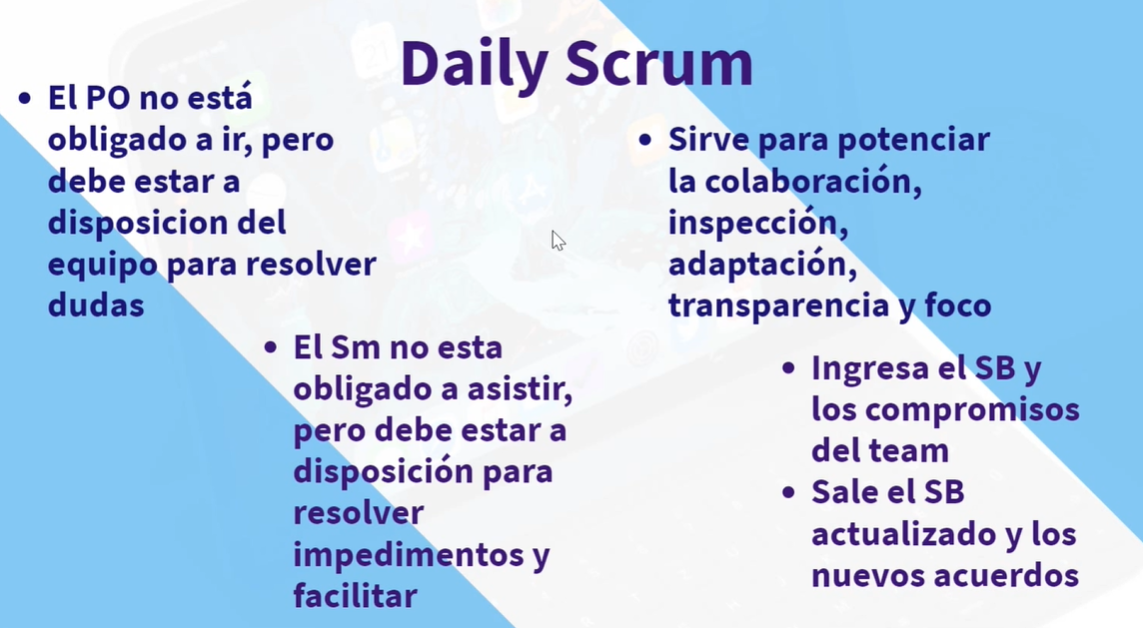 Daily Scrum
• El PO no está
obligado a ir, pero
debe estar a
disposicion del
equipo para resolver
dudas
• El Sm no esta
obligado a asistir,
pero debe estar a
disposición para
resolver
impedimentos y
facilitar
• Sirve para potenciar
la colaboración,
inspección,
adaptación,
transparencia y foco
• Ingresa el SB y
los compromisos
del team
• Sale el SB
actualizado y los
nuevos acuerdos